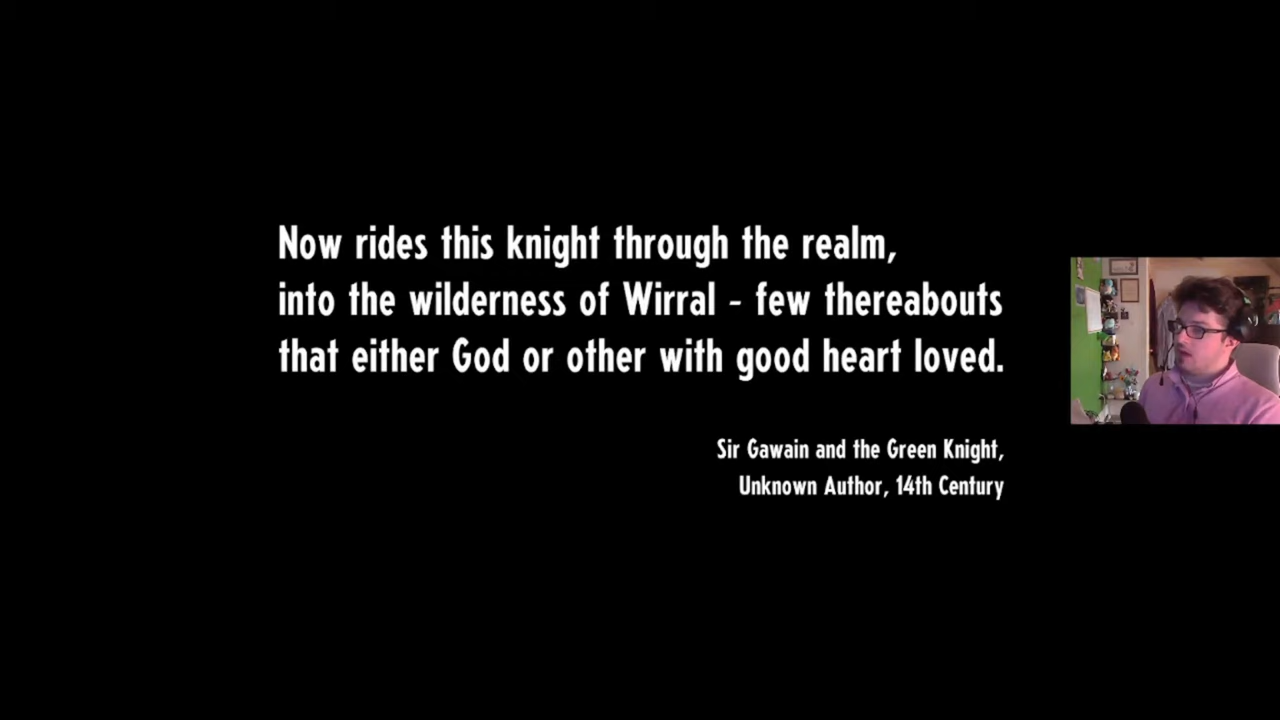 Now rides this knight through the realm,
into the wilderness of Wirral - few thereabouts
that either God or other with good heart loved.
Sir Gawain and the Green Knight,
Unknown Author, 14th Century